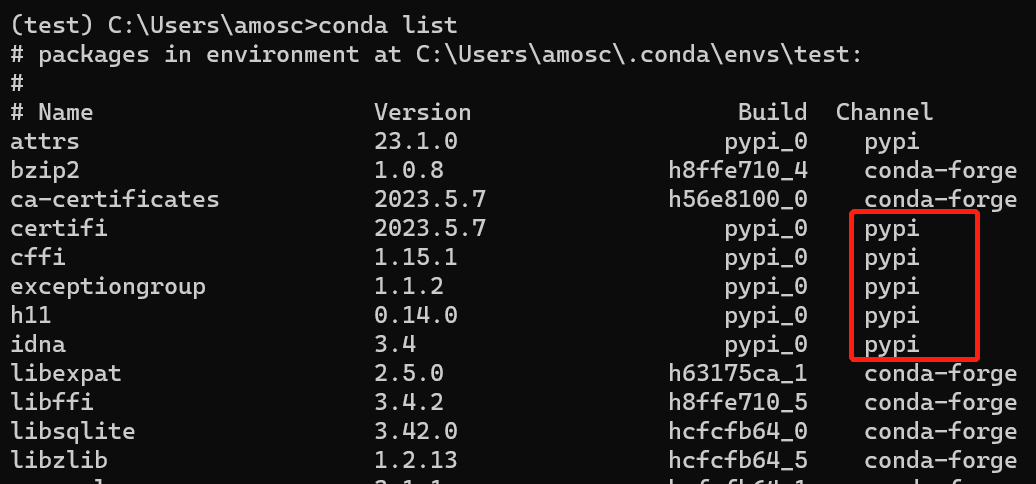 (test) C:\Users\amosc>conda list
# packages in environment at C:\Users\amosc\.conda\envs\test:
#
# Name                    Version                   Build  Channel
attrs                     23.1.0                   pypi_0    pypi
bzip2                     1.0.8                h8ffe710_4    conda-forge
ca-certificates           2023.5.7             h56e8100_0    conda-forge
certifi                   2023.5.7                 pypi_0    pypi
cffi                      1.15.1                   pypi_0    pypi
exceptiongroup            1.1.2                    pypi_0    pypi
h11                       0.14.0                   pypi_0    pypi
idna                      3.4                      pypi_0    pypi
libexpat                  2.5.0                h63175ca_1    conda-forge
libffi                    3.4.2                h8ffe710_5    conda-forge
libsqlite                 3.42.0               hcfcfb64_0    conda-forge
libzlib                   1.2.13               hcfcfb64_5    conda-forge